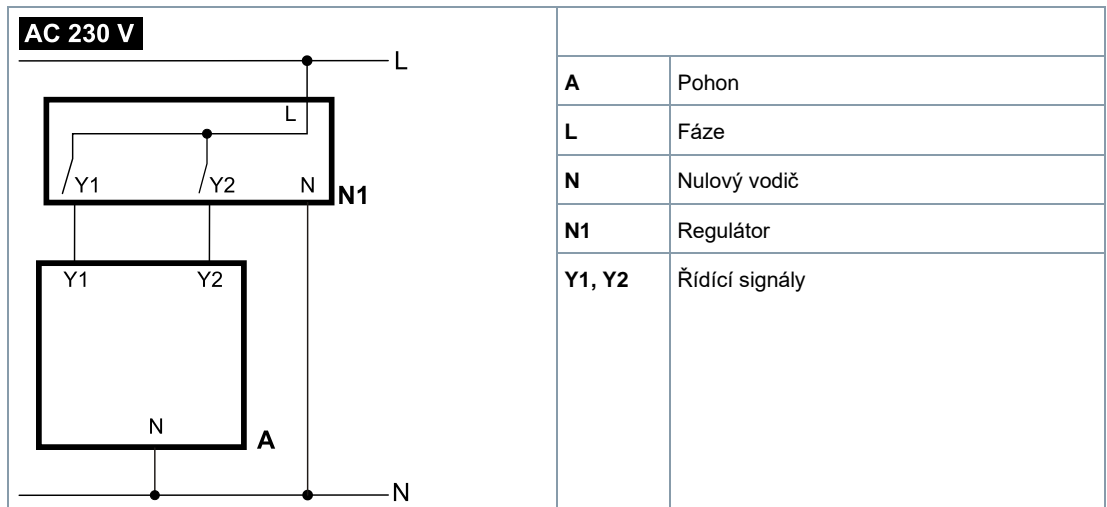 AC 230 V
L
L
Y1 Y2 N
N1
Y1 Y2
N
A
N
A Pohon
L Fáze
N Nulový vodič
N1 Regulátor
Y1, Y2 Řídící signály